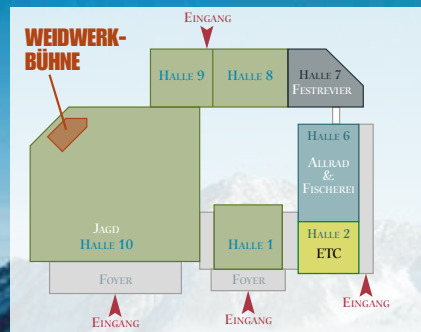 EINGANG
WEIDWERK-
BÜHNE
HALLE 9
HALLE 8
HALLE 7
FESTREVIER
HALLE 6
ALLRAD
&
FISCHEREI
JAGD
HALLE 10
HALLE 1
HALLE 2
ETC
FOYER
FOYER
EINGANG
EINGANG
EINGANG